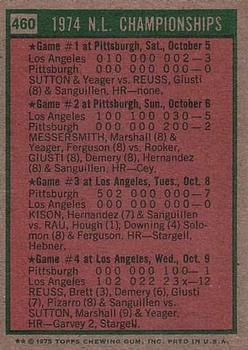 460 1974 N.L. CHAMPIONSHIPS
★Game #1 at Pittsburgh, Sat., October 5
Los Angeles 010 000 002-3
Pittsburgh 000 000 000-0
SUTTON & Yeager vs. REUSS,
GIUSTI (8) & Sanguillen, HR—none.
★Game #2 at Pittsburgh, Sun., October 6
Los Angeles 100 100 030-5
Pittsburgh 000 000 200-2
MESSERSMITH, Marshall (8) &
Yeager, Ferguson (8) vs. Rooker,
GIUSTI (8), Demery (8), Hernandez
(8) & Sanguillen. HR—Cey.
★Game #3 at Los Angeles, Tues., Oct. 8
Pittsburgh 502 000 000-7
Los Angeles 000 000 000-0
KISON, Hernandez (7) & Sanguillen
vs. RAU, Hough (1), Downing (4) Solo-
mon (8) & Ferguson. HR—Stargell,
Hebner.
★Game #4 at Los Angeles, Wed., Oct. 9
Pittsburgh 000 000 100- 1
Los Angeles 102 022 23x-12
REUSS, Brett (3), Demery (6), Giusti
(7), Pizarro (8) & Sanguillen vs.
SUTTON, Marshall (9) & Yeager.
HR—Garvey 2, Stargell.
★★ © 1975 TOPPS CHEWING GUM, INC. PRTD IN U.S.A.